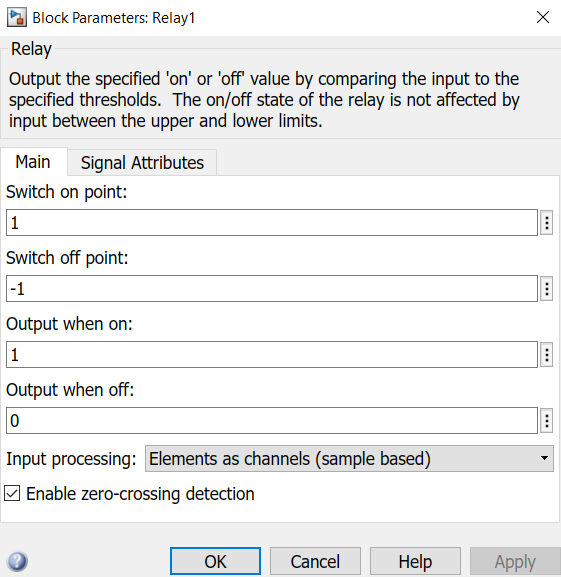 Block Parameters: Relay1
Relay
Output the specified 'on' or 'off' value by comparing the input to the
specified thresholds.  The on/off state of the relay is not affected by
input between the upper and lower limits.
Main
Signal Attributes
Switch on point:
1
Switch off point:
-1
Output when on:
1
Output when off:
0
Input processing: Elements as channels (sample based)
Enable zero-crossing detection
? OK Cancel Help Apply